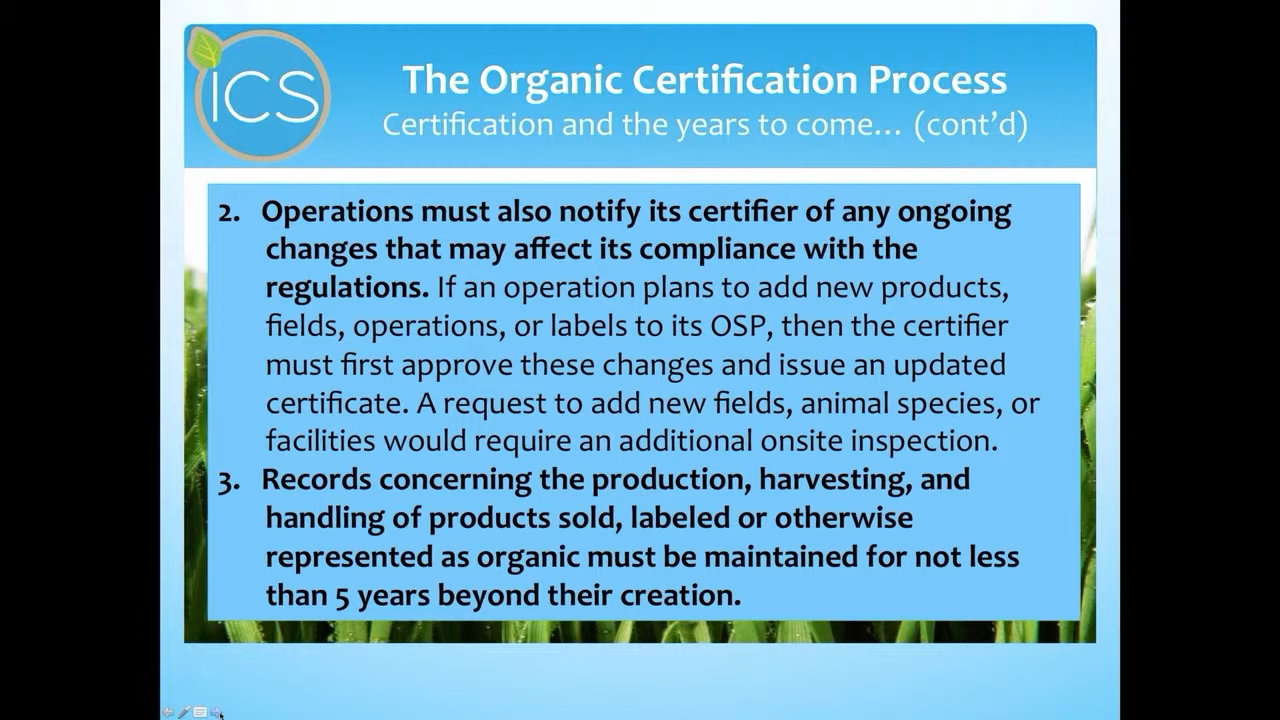 ICS
The Organic Certification Process
Certification and the years to come... (cont’d)
2. Operations must also notify its certifier of any ongoing
changes that may affect its compliance with the
regulations. If an operation plans to add new products,
fields, operations, or labels to its OSP, then the certifier
must first approve these changes and issue an updated
certificate. A request to add new fields, animal species, or
facilities would require an additional onsite inspection.
3. Records concerning the production, harvesting, and
handling of products sold, labeled or otherwise
represented as organic must be maintained for not less
than 5 years beyond their creation.